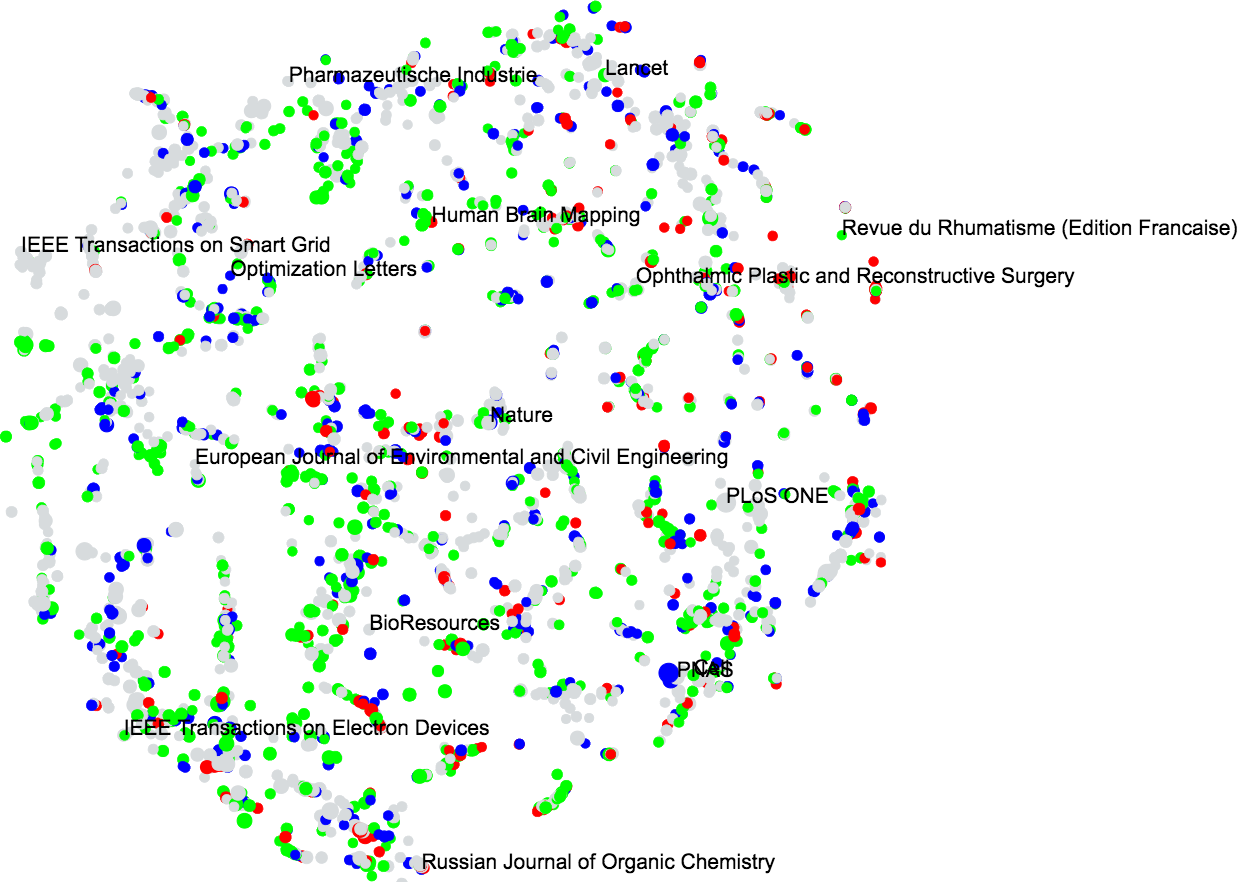 Lancet
Pharmazeutische Industrie
Human Brain Mapping
Revue du Rhumatisme (Edition Francaise)
IEEE Transactions on Smart Grid
Optimization Letters
Ophthalmic Plastic and Reconstructive Surgery
Nature
European Journal of Environmental and Civil Engineering
PLoS ONE
BioResources
PNAS
Cell
IEEE Transactions on Electron Devices
Russian Journal of Organic Chemistry